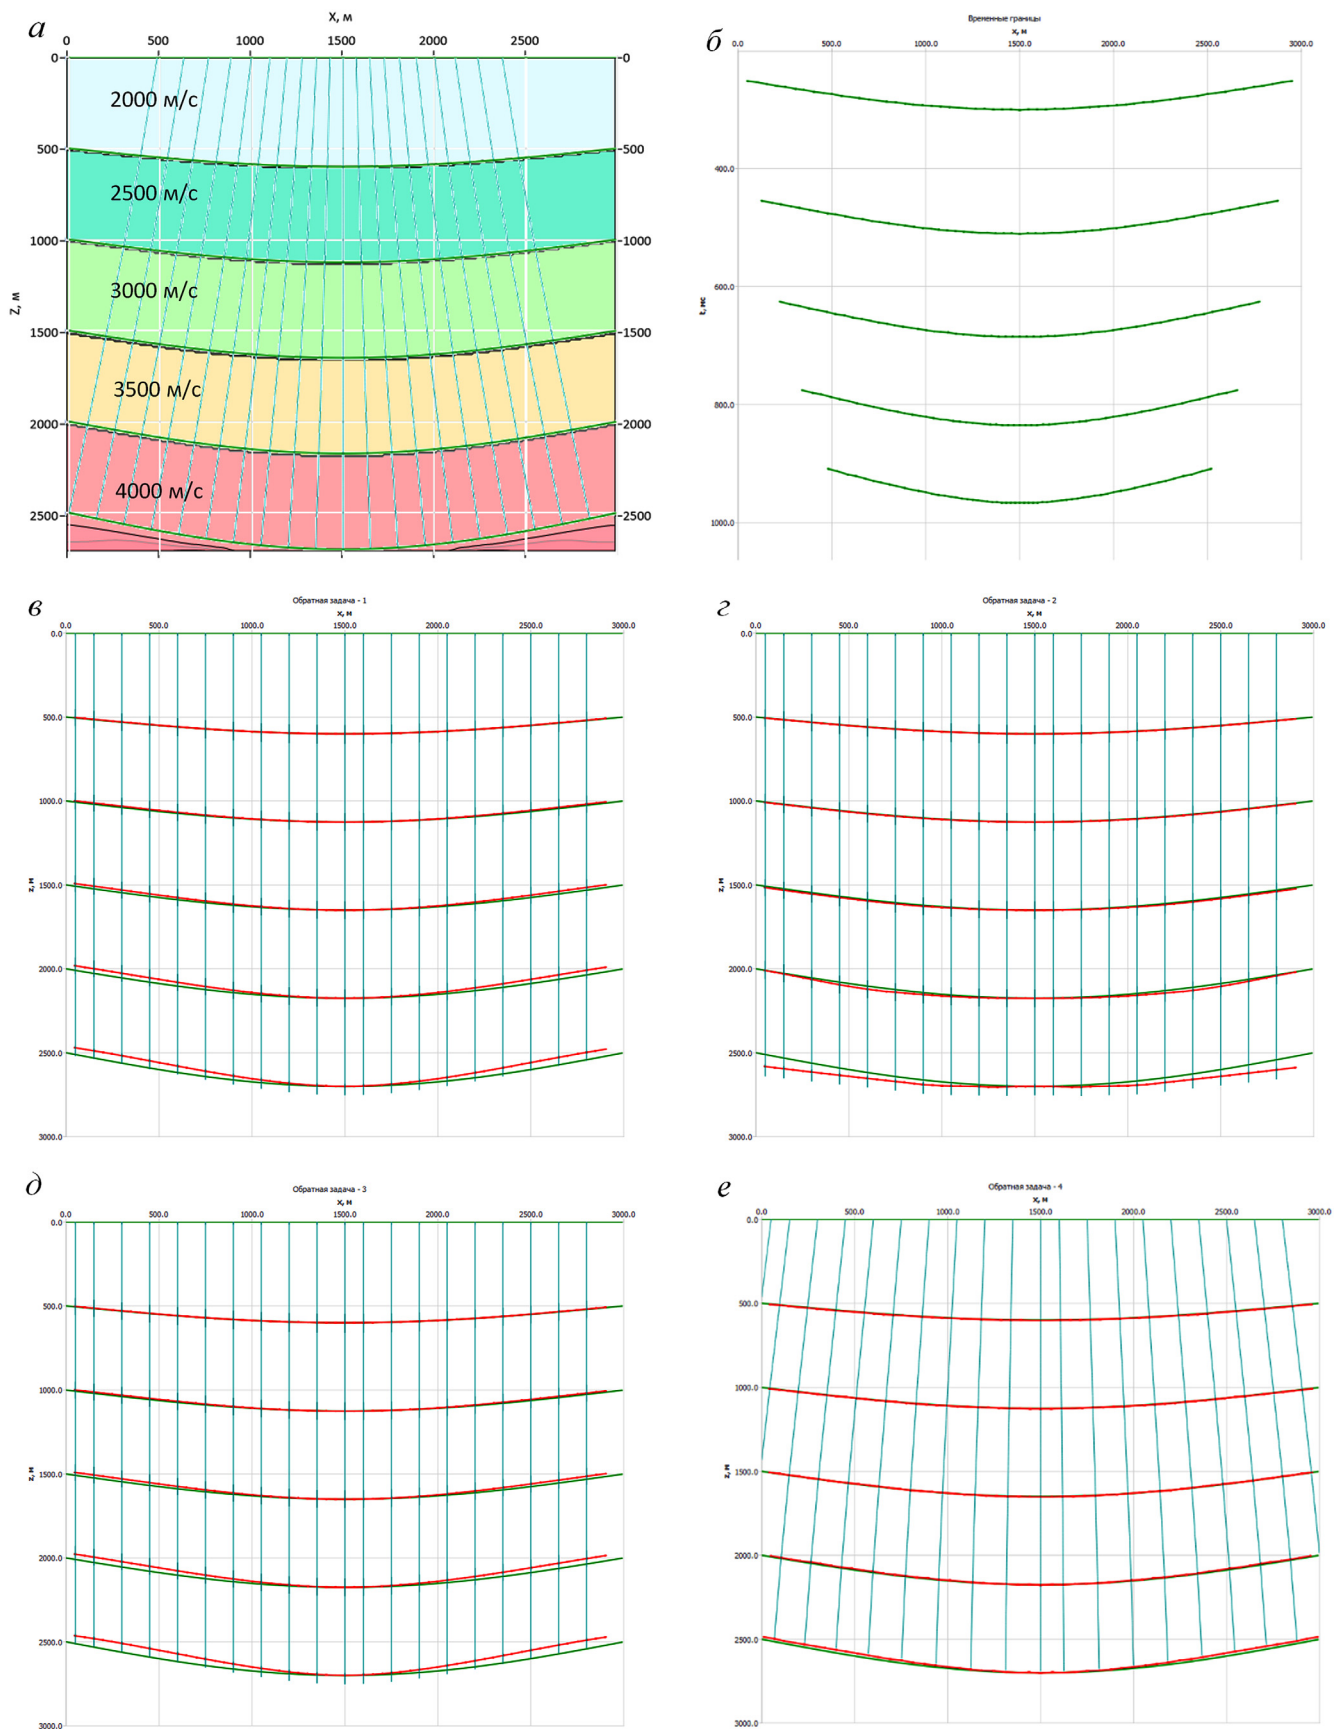 а
X, м
0 500 1000 1500 2000 2500
0 0
2000 м/с
500 500
2500 м/с
1000 1000
3000 м/с
Z, м
1500 1500
3500 м/с
2000 2000
4000 м/с
2500 2500
б
Временные границы
x, м
0.0 500.0 1000.0 1500.0 2000.0 2500.0 3000.0
400.0
600.0
t, мс
800.0
1000.0
в
Обратная задача - 1
x, м
0.0 500.0 1000.0 1500.0 2000.0 2500.0 3000.0
0.0
500.0
1000.0
z, м
1500.0
2000.0
2500.0
3000.0
г
Обратная задача - 2
x, м
0.0 500.0 1000.0 1500.0 2000.0 2500.0 3000.0
0.0
500.0
1000.0
z, м
1500.0
2000.0
2500.0
3000.0
д
Обратная задача - 3
x, м
0.0 500.0 1000.0 1500.0 2000.0 2500.0 3000.0
0.0
500.0
1000.0
z, м
1500.0
2000.0
2500.0
3000.0
е
Обратная задача - 4
x, м
0.0 500.0 1000.0 1500.0 2000.0 2500.0 3000.0
0.0
500.0
1000.0
z, м
1500.0
2000.0
2500.0
3000.0